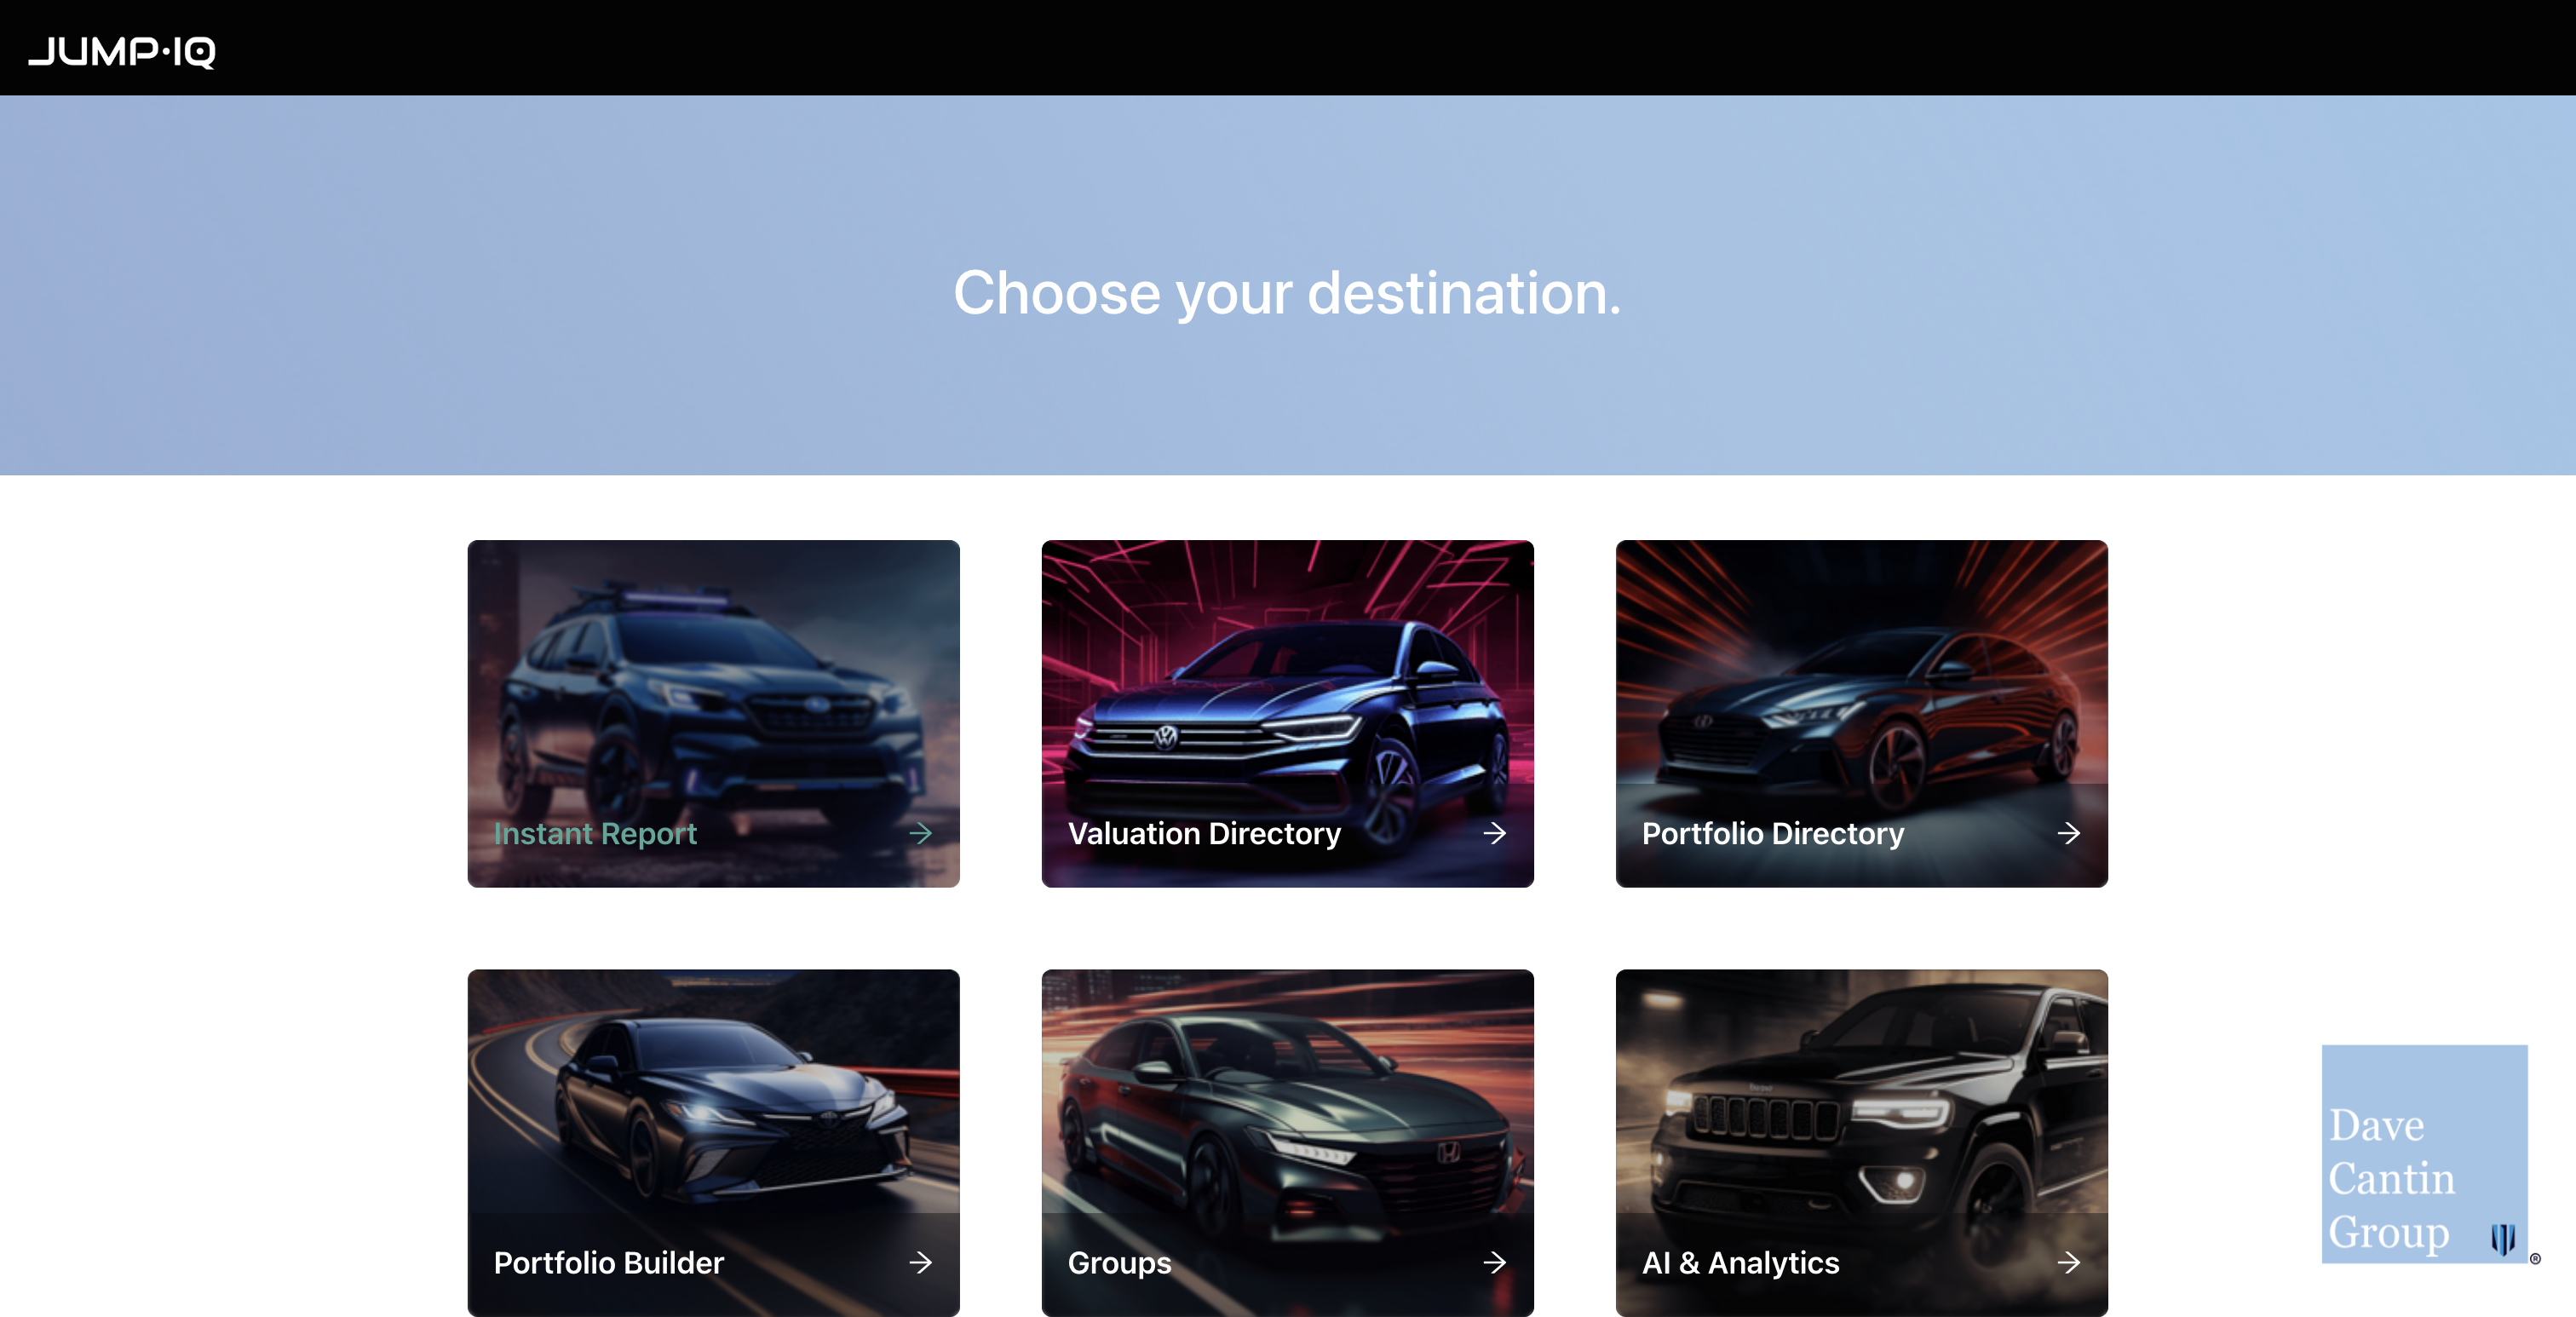 JUMP·IQ
Choose your destination.
Instant Report
Valuation Directory
Portfolio Directory
Portfolio Builder
Groups
AI & Analytics
Dave
Cantin
Group
®